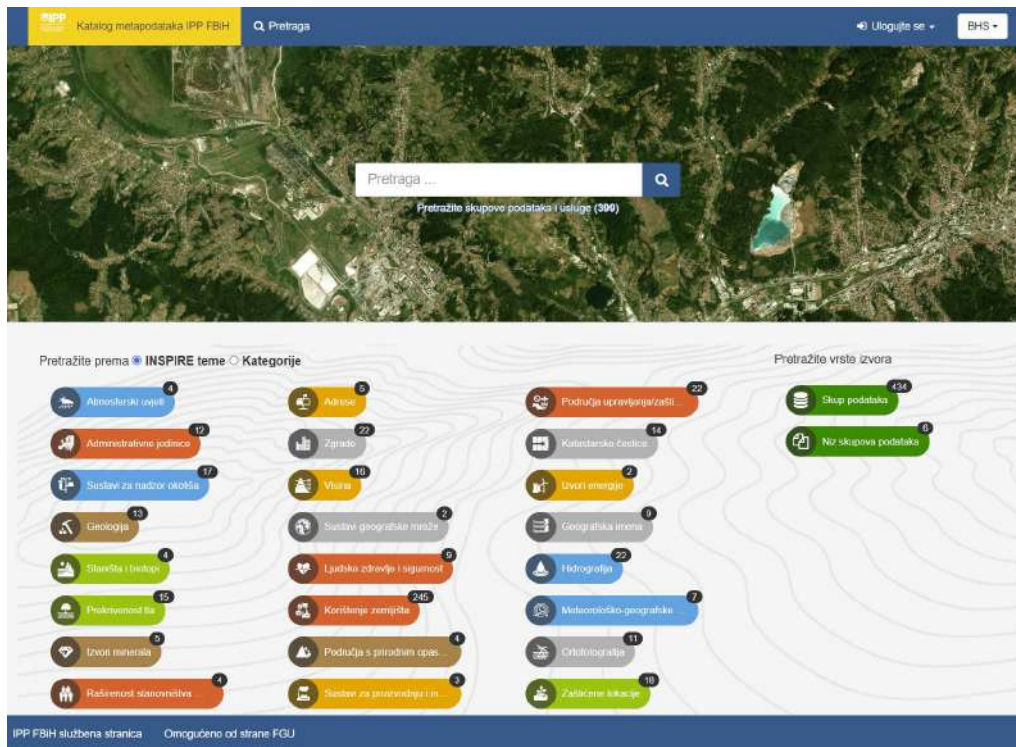 IPP
Katalog metapodataka IPP FBiH
Pretraga
Ulogujte se
BHS
Pretraga ...
Pretražite skupove podataka i usluge (399)
Pretražite prema INSPIRE teme Kategorije
Pretražite vrste izvora
Atmosferski uvjeti 4
Adrese 5
Područja upravljanja/zašti... 22
Skup podataka 434
Administrativne jedinice 12
Zgrade 22
Katastarske čestice 14
Niz skupova podataka 6
Sustavi za nadzor okoliša 17
Visina 16
Izvori energije 2
Geologija 13
Sustavi geografske mreže 2
Geografska imena 9
Staništa i biotopi 4
Ljudsko zdravlje i sigurnost 9
Hidrografija 22
Pokrivenost tla 15
Korištenje zemljišta 245
Meteorološko-geografske ... 7
Izvori minerala 5
Područja s prirodnim opas... 4
Ortofotografija 11
Raširenost stanovništva ... 4
Sustavi za proizvodnju i in... 3
Zaštićene lokacije 18
IPP FBiH službena stranica
Omogućeno od strane FGU